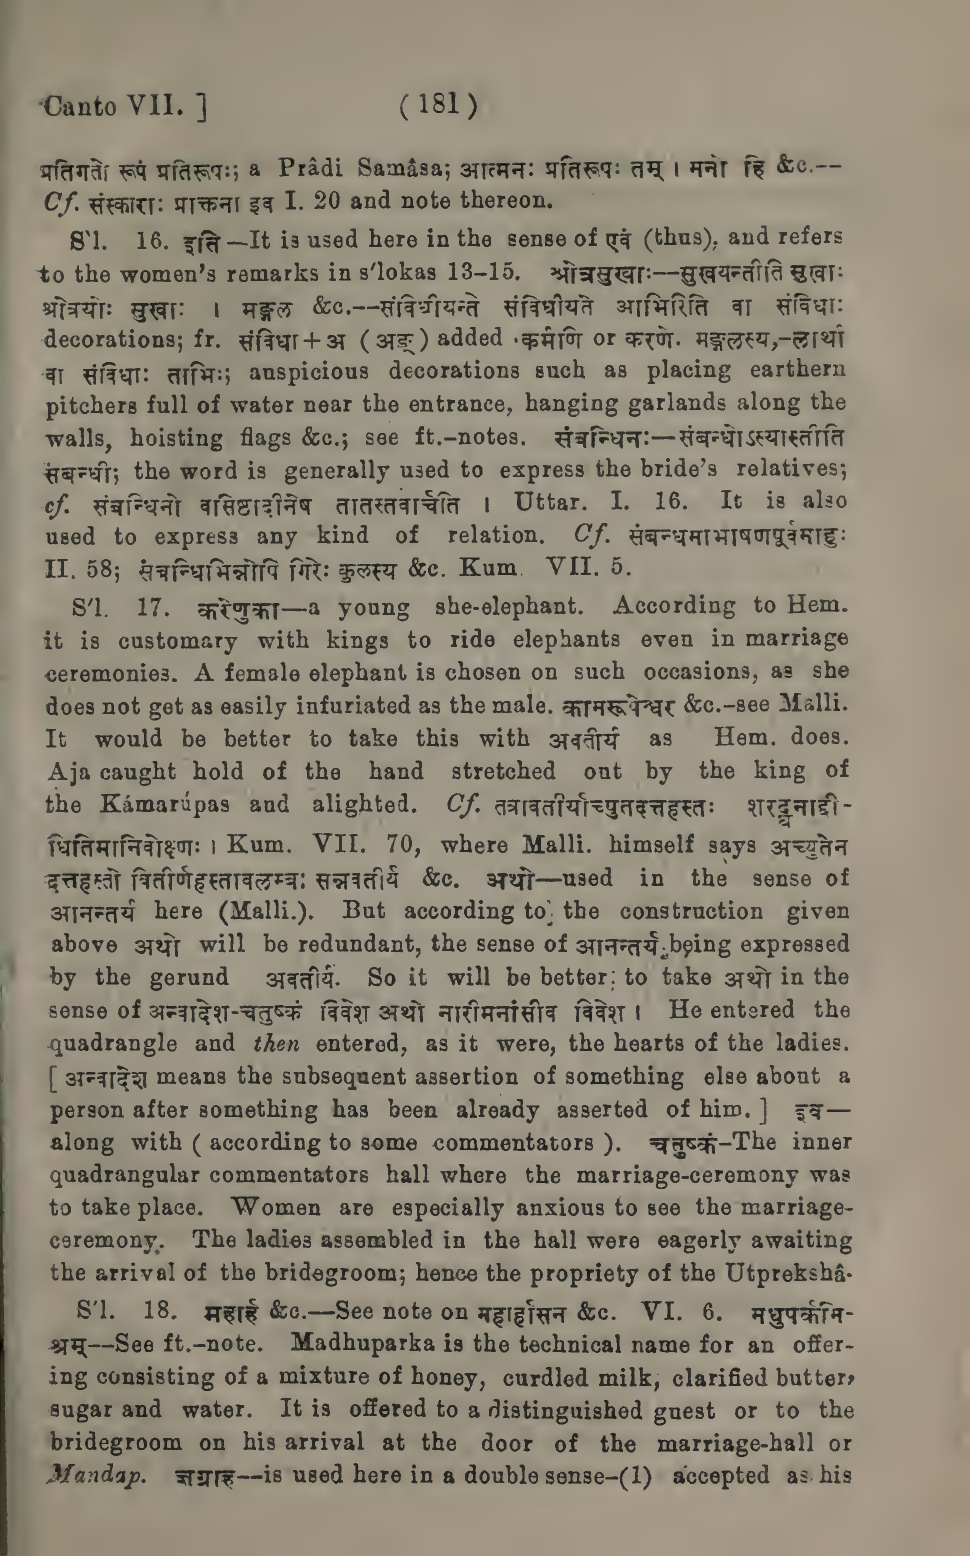 Canto VII. ] ( 181 )
प्रतिगतो रूपं प्रतिरूपः; a Prâdi Samâsa; आत्मनः प्रतिरूपः तम् । मनो हि &c.--
Cf. संस्काराः प्राक्तना इव I. 20 and note thereon.
S'l. 16. इति—It is used here in the sense of एवं (thus), and refers
to the women's remarks in s'lokas 13-15. श्रोत्रसुखाः—सुखयन्तीति सुखाः
श्रोत्रयोः सुखाः । मङ्गल &c.--संविधीयन्ते संविधीयते आभिरिति वा संविधाः
decorations; fr. संविधा+अ ( अङ् ) added कर्मणि or करणे. मङ्गलस्य,-लार्था
वा संविधाः ताभिः; auspicious decorations such as placing earthern
pitchers full of water near the entrance, hanging garlands along the
walls, hoisting flags &c.; see ft.-notes. संबन्धिनः—संबन्धोऽस्यास्तीति
संबन्धी; the word is generally used to express the bride's relatives;
cf. संबन्धिनो वासिष्ठादीनेष तातस्तवार्चति । Uttar. I. 16. It is also
used to express any kind of relation. Cf. संबन्धमाभाषणपूर्वमाहुः
II. 58; संबन्धिभिन्नोपि गिरेः कुलस्य &c. Kum. VII. 5.
S'l. 17. करेणुका—a young she-elephant. According to Hem.
it is customary with kings to ride elephants even in marriage
ceremonies. A female elephant is chosen on such occasions, as she
does not get as easily infuriated as the male. कामरूपेश्वर &c.-see Malli.
It would be better to take this with अवतीर्य as Hem. does.
Aja caught hold of the hand stretched out by the king of
the Kámarúpas and alighted. Cf. तत्रावतीर्याच्युतदत्तहस्तः शरद्घनाद्दी-
धितिमानिवोक्ष्णः । Kum. VII. 70, where Malli. himself says अच्युतेन
दत्तहस्तो वितीर्णहस्तावलम्बः सन्नवतीर्य &c. अथो—used in the sense of
आनन्तर्य here (Malli.). But according to the construction given
above अथो will be redundant, the sense of आनन्तर्य being expressed
by the gerund अवतीर्य. So it will be better to take अथो in the
sense of अन्वादेश-चतुष्कं विवेश अथो नारीमनांसीव विवेश । He entered the
quadrangle and then entered, as it were, the hearts of the ladies.
[ अन्वादेश means the subsequent assertion of something else about a
person after something has been already asserted of him. ] इव—
along with ( according to some commentators ). चतुष्कं-The inner
quadrangular commentators hall where the marriage-ceremony was
to take place. Women are especially anxious to see the marriage-
ceremony. The ladies assembled in the hall were eagerly awaiting
the arrival of the bridegroom; hence the propriety of the Utprekshâ.
S'l. 18. महार्ह &c.—See note on महार्हासन &c. VI. 6. मधुपर्कमि-
श्रम्--See ft.-note. Madhuparka is the technical name for an offer-
ing consisting of a mixture of honey, curdled milk, clarified butter,
sugar and water. It is offered to a distinguished guest or to the
bridegroom on his arrival at the door of the marriage-hall or
Mandap. जग्राह--is used here in a double sense-(1) accepted as his